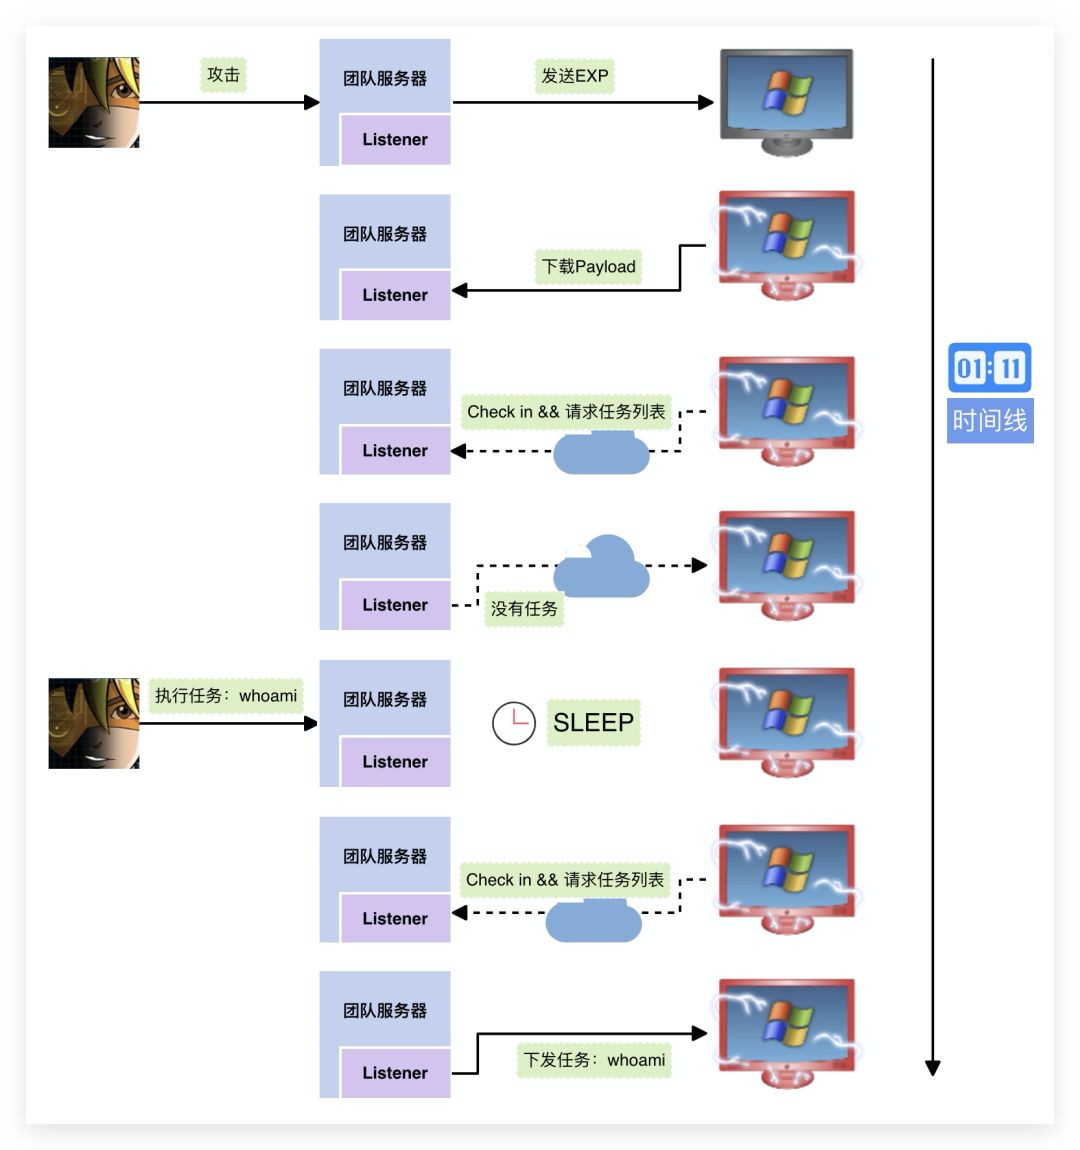 攻击
团队服务器
发送EXP
Listener
团队服务器
下载Payload
Listener
团队服务器
Check in && 请求任务列表
Listener
01:11
时间线
团队服务器
Listener
没有任务
执行任务：whoami
团队服务器
SLEEP
Listener
团队服务器
Check in && 请求任务列表
Listener
团队服务器
下发任务：whoami
Listener